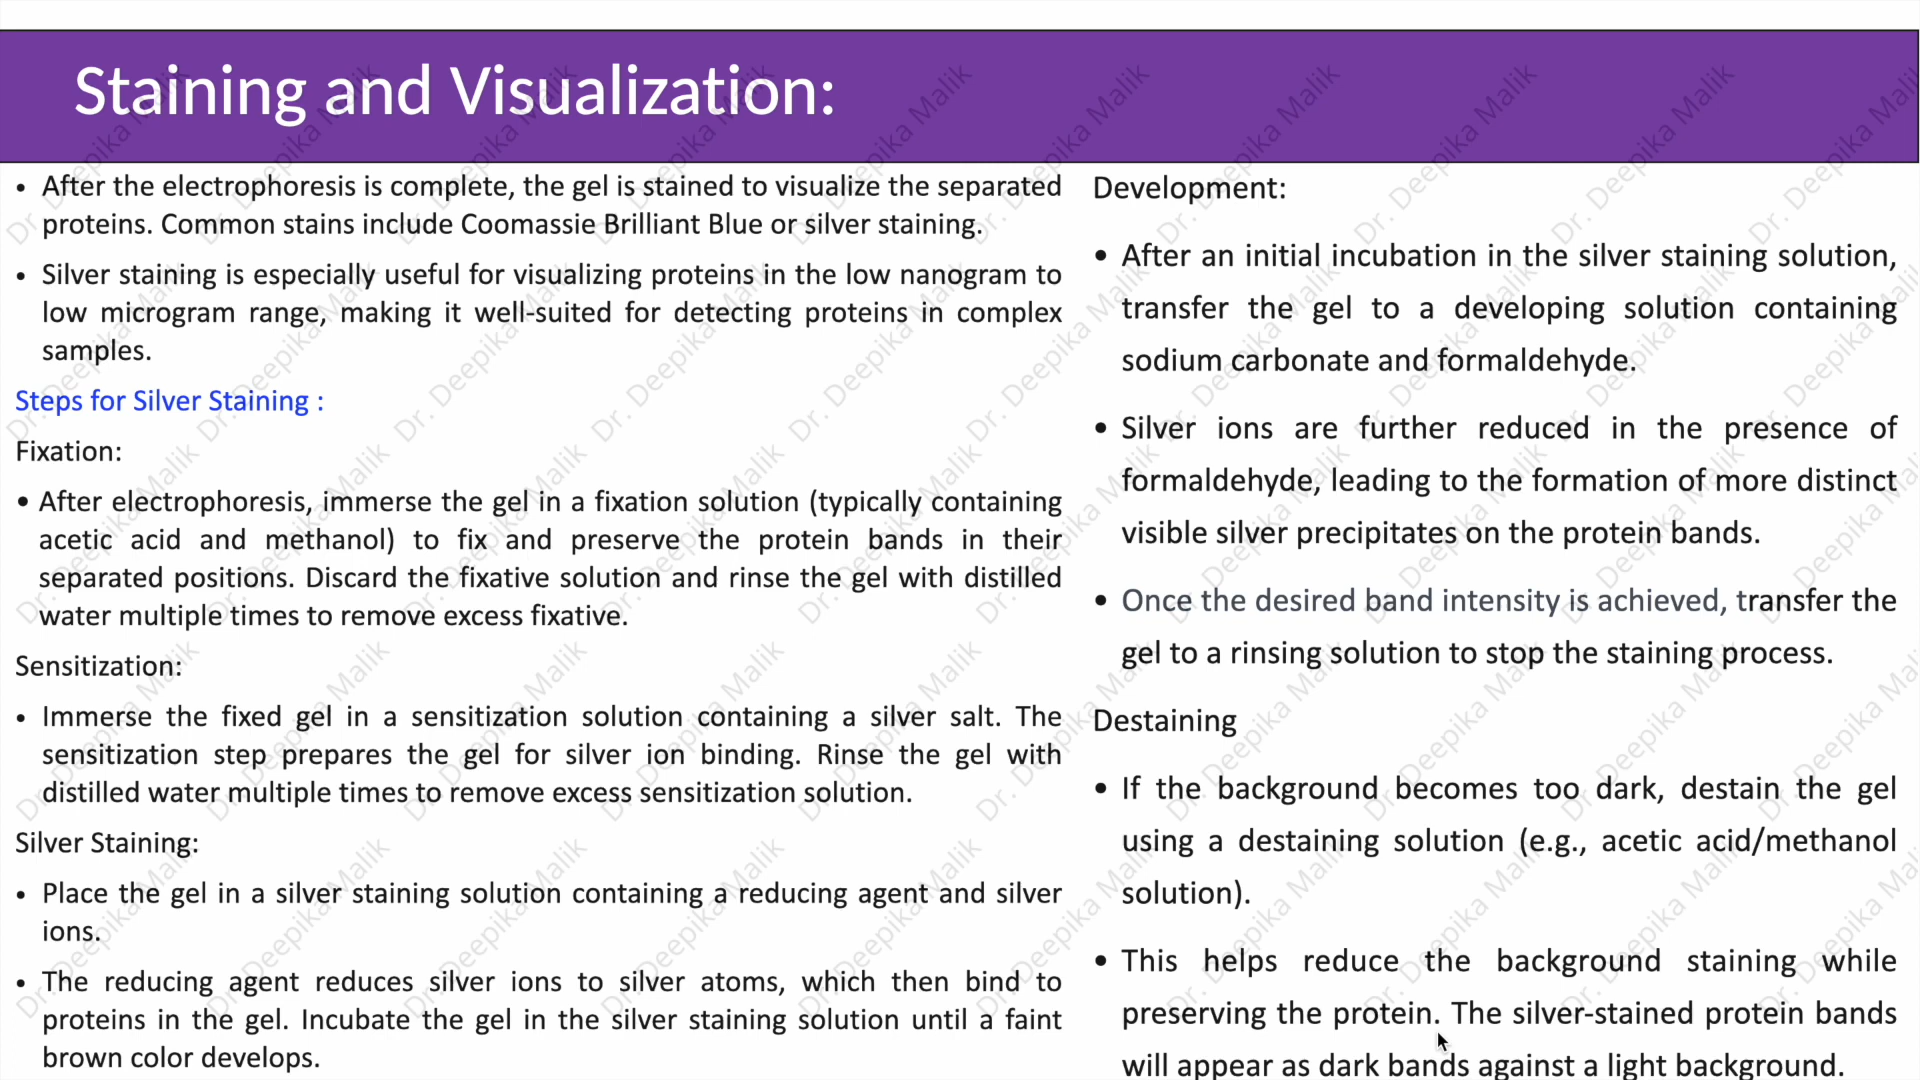 Staining and Visualization:
• After the electrophoresis is complete, the gel is stained to visualize the separated
proteins. Common stains include Coomassie Brilliant Blue or silver staining.
• Silver staining is especially useful for visualizing proteins in the low nanogram to
low microgram range, making it well-suited for detecting proteins in complex
samples.
Steps for Silver Staining :
Fixation:
• After electrophoresis, immerse the gel in a fixation solution (typically containing
acetic acid and methanol) to fix and preserve the protein bands in their
separated positions. Discard the fixative solution and rinse the gel with distilled
water multiple times to remove excess fixative.
Sensitization:
• Immerse the fixed gel in a sensitization solution containing a silver salt. The
sensitization step prepares the gel for silver ion binding. Rinse the gel with
distilled water multiple times to remove excess sensitization solution.
Silver Staining:
• Place the gel in a silver staining solution containing a reducing agent and silver
ions.
• The reducing agent reduces silver ions to silver atoms, which then bind to
proteins in the gel. Incubate the gel in the silver staining solution until a faint
brown color develops.
Development:
• After an initial incubation in the silver staining solution,
transfer the gel to a developing solution containing
sodium carbonate and formaldehyde.
• Silver ions are further reduced in the presence of
formaldehyde, leading to the formation of more distinct
visible silver precipitates on the protein bands.
• Once the desired band intensity is achieved, transfer the
gel to a rinsing solution to stop the staining process.
Destaining
• If the background becomes too dark, destain the gel
using a destaining solution (e.g., acetic acid/methanol
solution).
• This helps reduce the background staining while
preserving the protein. The silver-stained protein bands
will appear as dark bands against a light background.
Dr. Deepika Malik